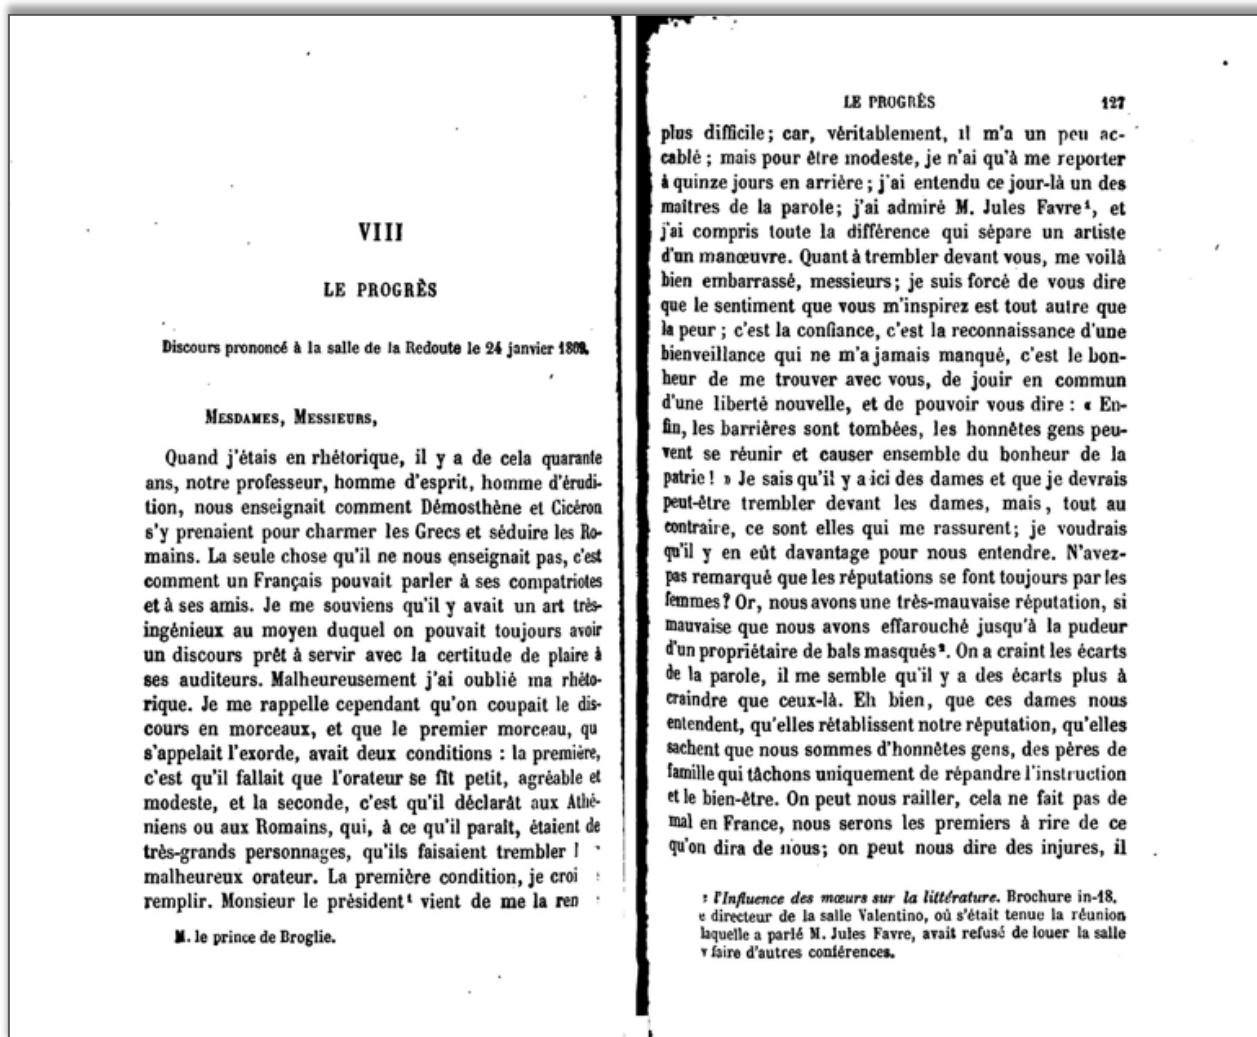 VIII
LE PROGRÈS
Discours prononcé à la salle de la Redoute le 24 janvier 1869.
MESDAMES, MESSIEURS,
Quand j'étais en rhétorique, il y a de cela quarante
ans, notre professeur, homme d'esprit, homme d'érudi-
tion, nous enseignait comment Démosthène et Cicéron
s'y prenaient pour charmer les Grecs et séduire les Ro-
mains. La seule chose qu'il ne nous enseignait pas, c'est
comment un Français pouvait parler à ses compatriotes
et à ses amis. Je me souviens qu'il y avait un art très-
ingénieux au moyen duquel on pouvait toujours avoir
un discours prêt à servir avec la certitude de plaire à
ses auditeurs. Malheureusement j'ai oublié ma rhéto-
rique. Je me rappelle cependant qu'on coupait le dis-
cours en morceaux, et que le premier morceau, qu
s'appelait l'exorde, avait deux conditions : la première,
c'est qu'il fallait que l'orateur se fît petit, agréable et
modeste, et la seconde, c'est qu'il déclarât aux Athé-
niens ou aux Romains, qui, à ce qu'il paraît, étaient de
très-grands personnages, qu'ils faisaient trembler l
malheureux orateur. La première condition, je croi
remplir. Monsieur le président¹ vient de me la ren
M. le prince de Broglie.
LE PROGRÈS 127
plus difficile; car, véritablement, il m'a un peu ac-
cablé; mais pour être modeste, je n'ai qu'à me reporter
à quinze jours en arrière; j'ai entendu ce jour-là un des
maîtres de la parole; j'ai admiré M. Jules Favre¹, et
j'ai compris toute la différence qui sépare un artiste
d'un manœuvre. Quant à trembler devant vous, me voilà
bien embarrassé, messieurs; je suis forcé de vous dire
que le sentiment que vous m'inspirez est tout autre que
la peur; c'est la confiance, c'est la reconnaissance d'une
bienveillance qui ne m'a jamais manqué, c'est le bon-
heur de me trouver avec vous, de jouir en commun
d'une liberté nouvelle, et de pouvoir vous dire : « En-
fin, les barrières sont tombées, les honnêtes gens peu-
vent se réunir et causer ensemble du bonheur de la
patrie! » Je sais qu'il y a ici des dames et que je devrais
peut-être trembler devant les dames, mais, tout au
contraire, ce sont elles qui me rassurent; je voudrais
qu'il y en eût davantage pour nous entendre. N'avez-
pas remarqué que les réputations se font toujours par les
femmes? Or, nous avons une très-mauvaise réputation, si
mauvaise que nous avons effarouché jusqu'à la pudeur
d'un propriétaire de bals masqués². On a craint les écarts
de la parole, il me semble qu'il y a des écarts plus à
craindre que ceux-là. Eh bien, que ces dames nous
entendent, qu'elles rétablissent notre réputation, qu'elles
sachent que nous sommes d'honnêtes gens, des pères de
famille qui tâchons uniquement de répandre l'instruction
et le bien-être. On peut nous railler, cela ne fait pas de
mal en France, nous serons les premiers à rire de ce
qu'on dira de nous; on peut nous dire des injures, il
l'Influence des mœurs sur la littérature. Brochure in-18.
directeur de la salle Valentino, où s'était tenue la réunion
laquelle a parlé M. Jules Favre, avait refusé de louer la salle
faire d'autres conférences.